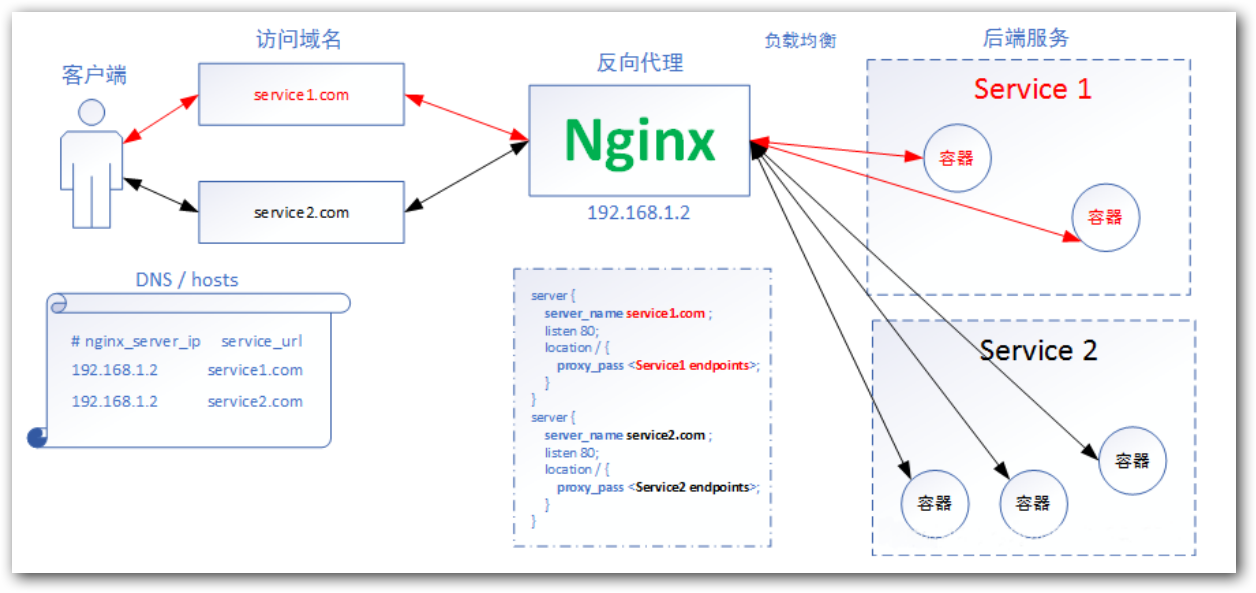 访问域名
负载均衡
后端服务
客户端
反向代理
service1.com
Service 1
Nginx
容器
容器
service2.com
192.168.1.2
DNS / hosts
# nginx_server_ip service_url
192.168.1.2 service1.com
192.168.1.2 service2.com
server {
server_name service1.com ;
listen 80;
location / {
proxy_pass <Service1 endpoints>;
}
}
server {
server_name service2.com ;
listen 80;
location / {
proxy_pass <Service2 endpoints>;
}
}
Service 2
容器
容器
容器